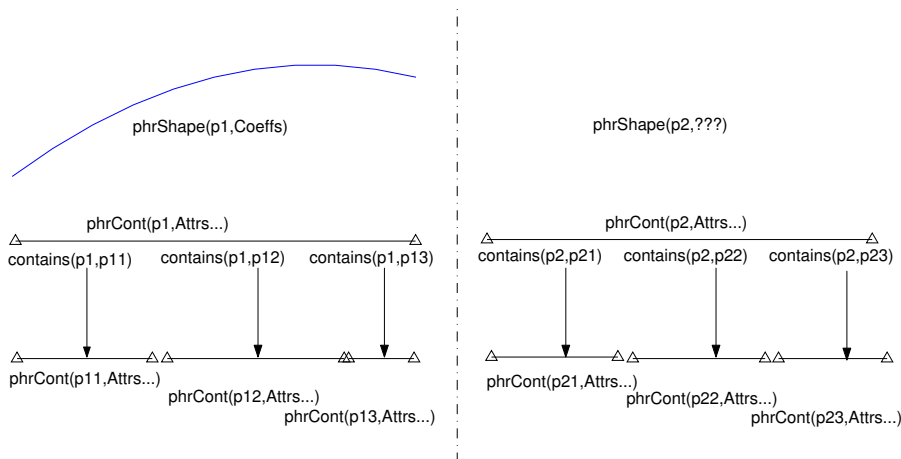 phrShape(p1,Coeffs)
phrCont(p1,Attrs...)
contains(p1,p11)
contains(p1,p12)
contains(p1,p13)
phrCont(p11,Attrs...)
phrCont(p12,Attrs...)
phrCont(p13,Attrs...)
phrShape(p2,???)
phrCont(p2,Attrs...)
contains(p2,p21)
contains(p2,p22)
contains(p2,p23)
phrCont(p21,Attrs...)
phrCont(p22,Attrs...)
phrCont(p23,Attrs...)